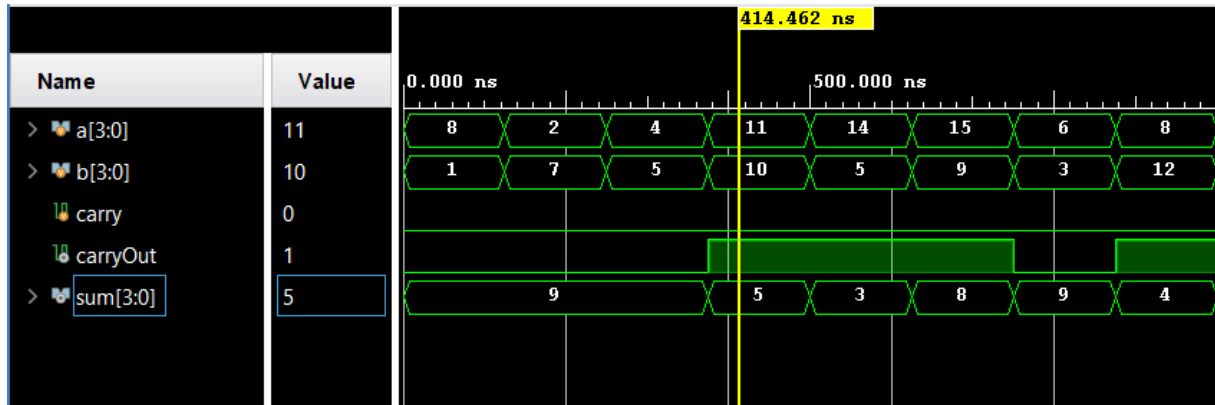 414.462 ns
Name Value 0.000 ns 500.000 ns
a[3:0] 11 8 2 4 11 14 15 6 8
b[3:0] 10 1 7 5 10 5 9 3 12
carry 0
carryOut 1
sum[3:0] 5 9 5 3 8 9 4